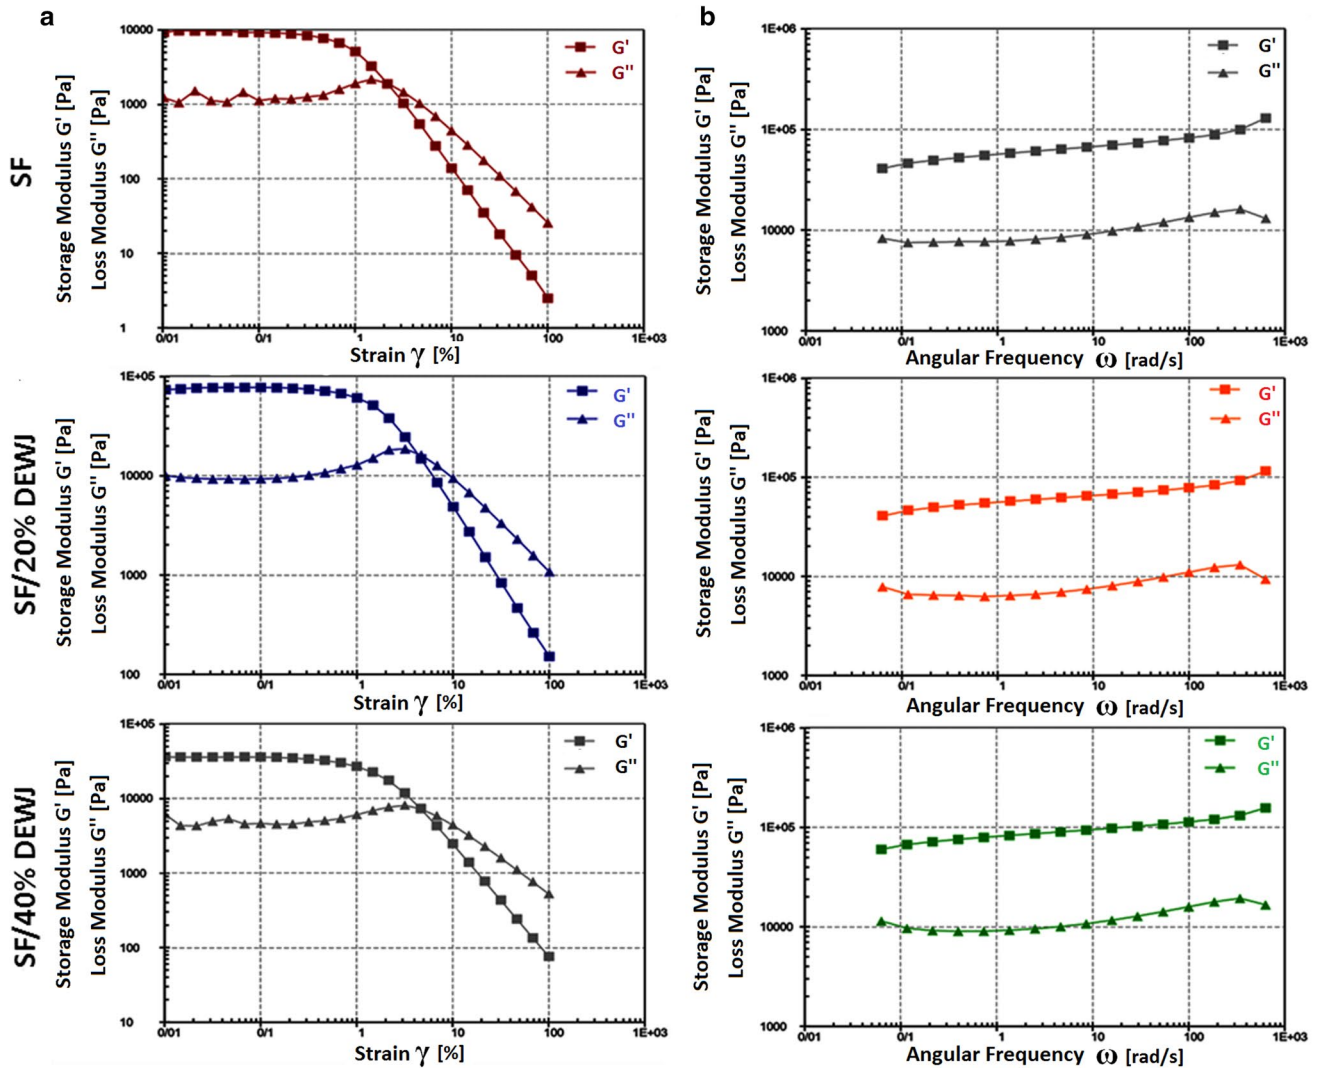 a
b
SF
Storage Modulus G' [Pa]
Loss Modulus G'' [Pa]
10000
1000
100
10
1
0/01
0/1
1
10
100
1E+03
Strain γ [%]
G'
G''
Storage Modulus G' [Pa]
Loss Modulus G'' [Pa]
1E+06
1E+05
10000
1000
0/01
0/1
1
10
100
1E+03
Angular Frequency ω [rad/s]
G'
G''
SF/20% DEWJ
Storage Modulus G' [Pa]
Loss Modulus G'' [Pa]
1E+05
10000
1000
100
0/01
0/1
1
10
100
1E+03
Strain γ [%]
G'
G''
Storage Modulus G' [Pa]
Loss Modulus G'' [Pa]
1E+06
1E+05
10000
1000
0/01
0/1
1
10
100
1E+03
Angular Frequency ω [rad/s]
G'
G''
SF/40% DEWJ
Storage Modulus G' [Pa]
Loss Modulus G'' [Pa]
1E+05
10000
1000
100
10
0/01
0/1
1
10
100
1E+03
Strain γ [%]
G'
G''
Storage Modulus G' [Pa]
Loss Modulus G'' [Pa]
1E+06
1E+05
10000
1000
0/01
0/1
1
10
100
1E+03
Angular Frequency ω [rad/s]
G'
G''